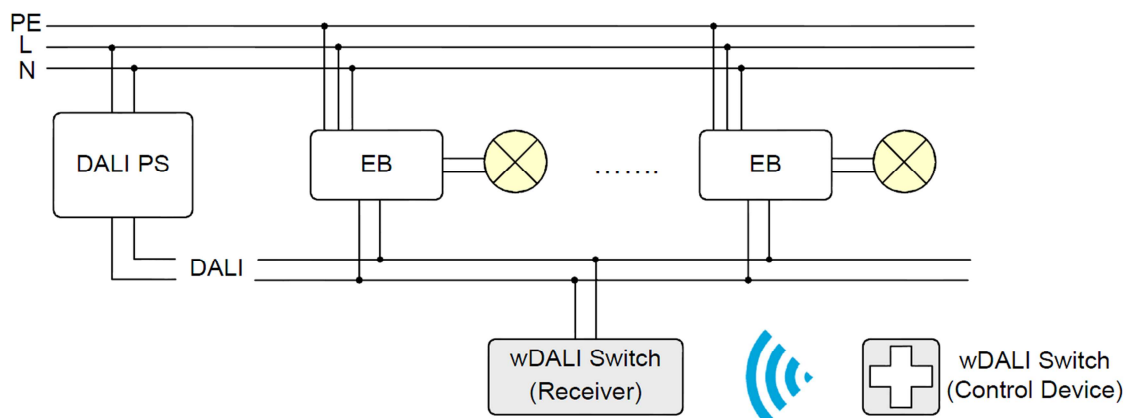 PE
L
N
DALI PS
EB
.......
EB
DALI
wDALI Switch
(Receiver)
wDALI Switch
(Control Device)